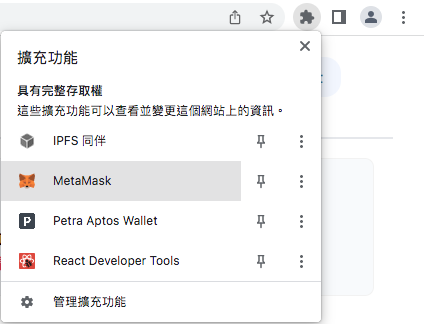 擴充功能
具有完整存取權
這些擴充功能可以查看並變更這個網站上的資訊。
IPFS 同伴
MetaMask
Petra Aptos Wallet
React Developer Tools
管理擴充功能